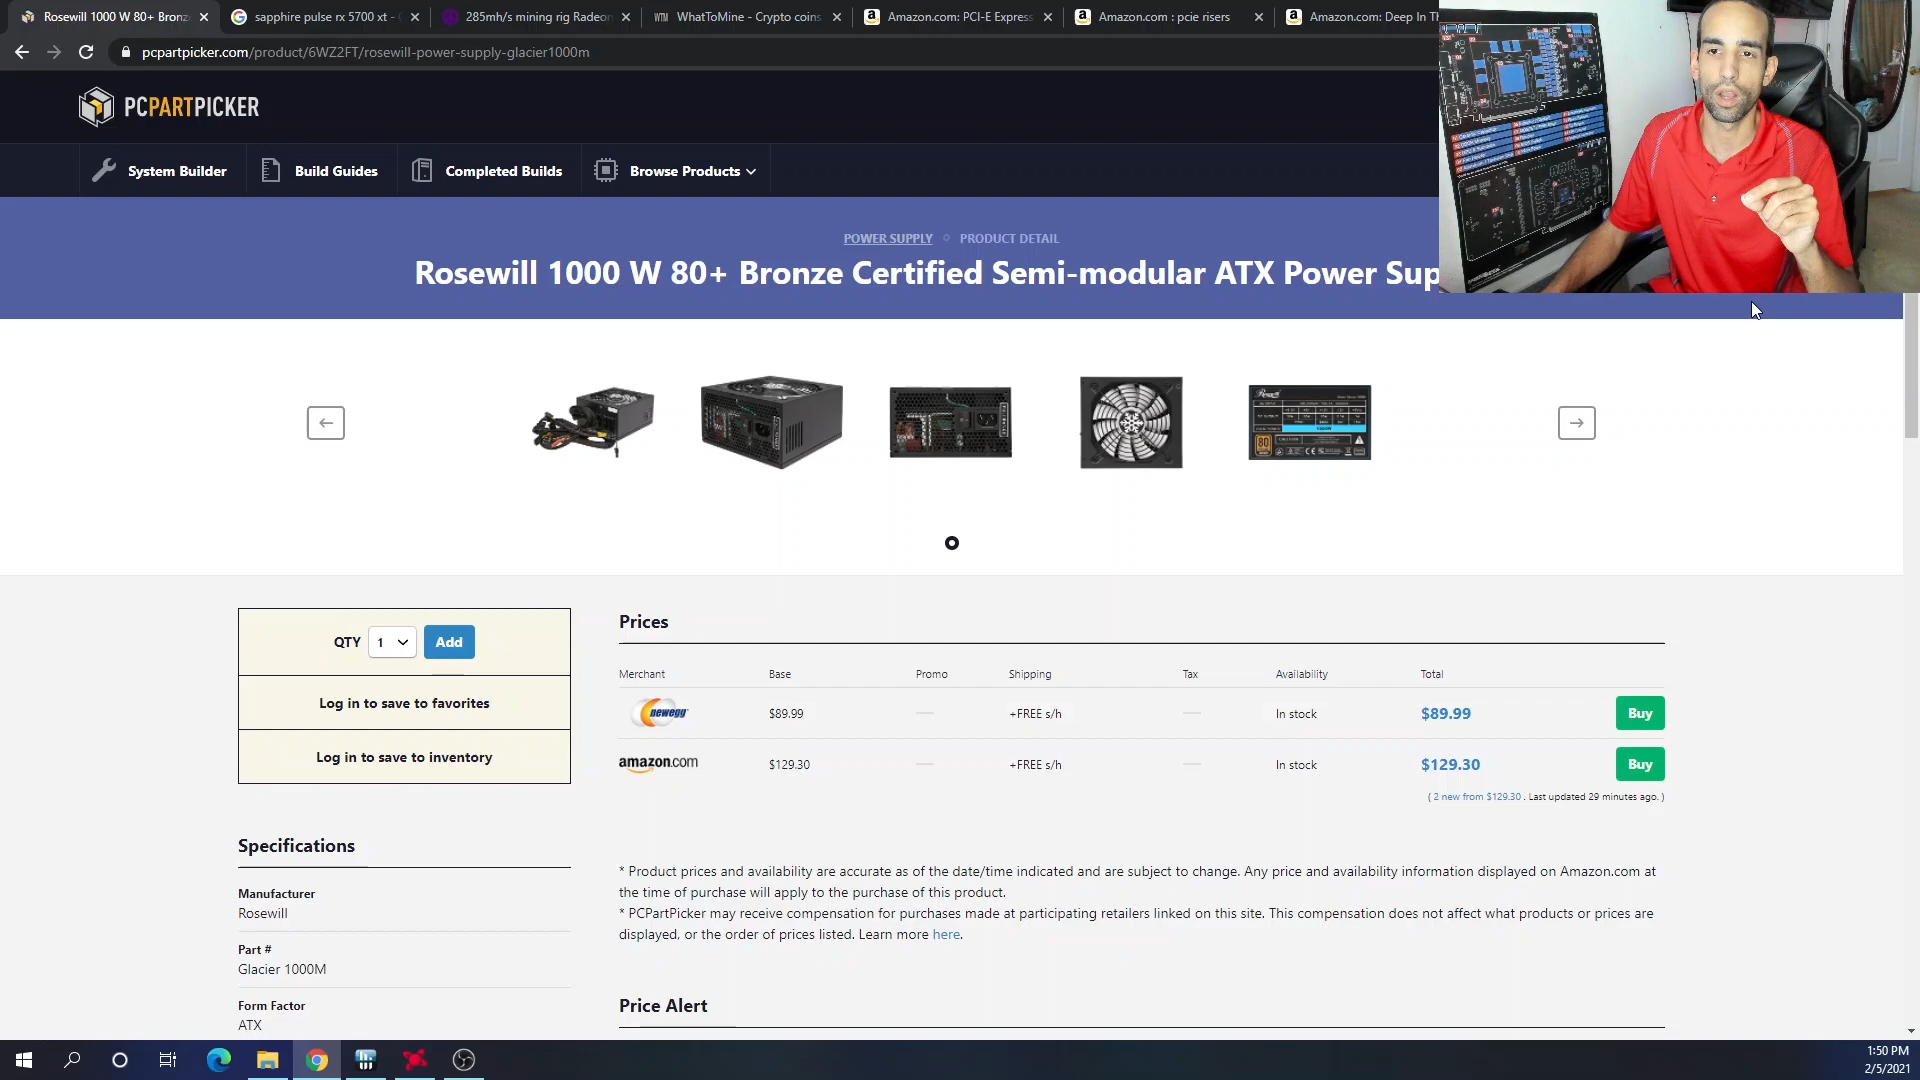 Rosewill 1000 W 80+ Bronz
sapphire pulse rx 5700 xt -
285mh/s mining rig Radeon
WTM WhatToMine - Crypto coins
Amazon.com: PCI-E Express
Amazon.com : pcie risers
Amazon.com: Deep In Th
pcpartpicker.com/product/6WZ2FT/rosewill-power-supply-glacier1000m
PCPARTPICKER
System Builder
Build Guides
Completed Builds
Browse Products
POWER SUPPLY
PRODUCT DETAIL
Rosewill 1000 W 80+ Bronze Certified Semi-modular ATX Power Sup
QTY 1 Add
Log in to save to favorites
Log in to save to inventory
Specifications
Manufacturer
Rosewill
Part #
Glacier 1000M
Form Factor
ATX
Prices
Merchant Base Promo Shipping Tax Availability Total
newegg $89.99 — +FREE s/h — In stock $89.99 Buy
amazon.com $129.30 — +FREE s/h — In stock $129.30 Buy
( 2 new from $129.30 . Last updated 29 minutes ago. )
* Product prices and availability are accurate as of the date/time indicated and are subject to change. Any price and availability information displayed on Amazon.com at
the time of purchase will apply to the purchase of this product.
* PCPartPicker may receive compensation for purchases made at participating retailers linked on this site. This compensation does not affect what products or prices are
displayed, or the order of prices listed. Learn more here.
Price Alert
1:50 PM
2/5/2021